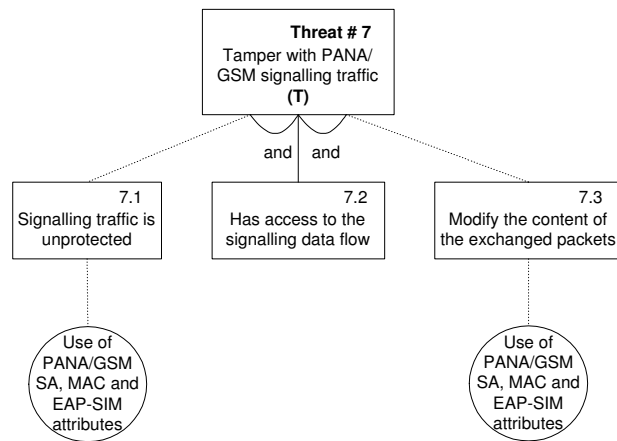 Threat # 7
Tamper with PANA/
GSM signalling traffic
(T)
and and
7.1
Signalling traffic is
unprotected
7.2
Has access to the
signalling data flow
7.3
Modify the content of
the exchanged packets
Use of
PANA/GSM
SA, MAC and
EAP-SIM
attributes
Use of
PANA/GSM
SA, MAC and
EAP-SIM
attributes